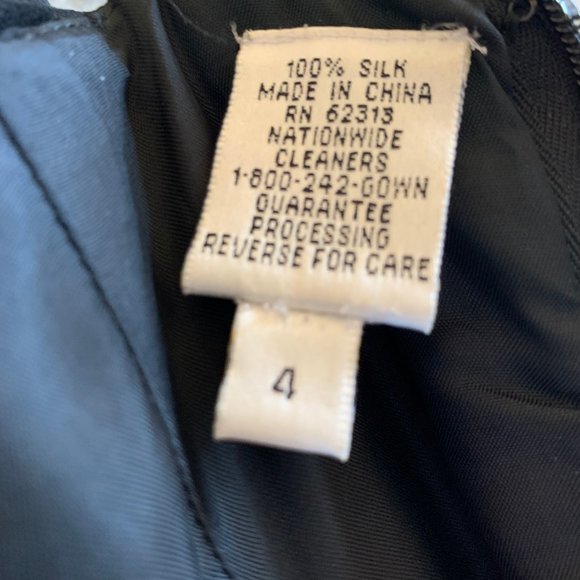 100% SILK
MADE IN CHINA
RN 62313
NATIONWIDE
CLEANERS
1-800-242-GOWN
GUARANTEE
PROCESSING
REVERSE FOR CARE
4